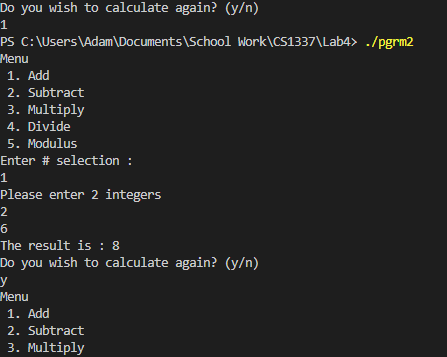 Do you wish to calculate again? (y/n)
1
PS C:\Users\Adam\Documents\School Work\CS1337\Lab4> ./pgrm2
Menu
1. Add
2. Subtract
3. Multiply
4. Divide
5. Modulus
Enter # selection :
1
Please enter 2 integers
2
6
The result is : 8
Do you wish to calculate again? (y/n)
y
Menu
1. Add
2. Subtract
3. Multiply